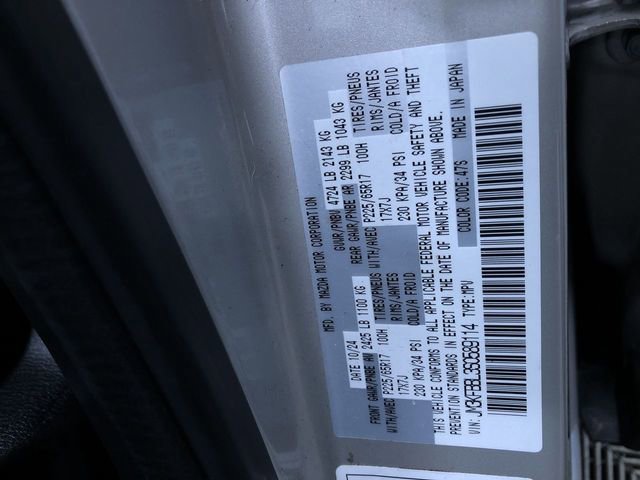 MFD. BY MAZDA MOTOR CORPORATION
DATE 10/24 GVWR/PNBV 4724 LB 2143 KG
FRONT GAWR/PNBE AV 2425 LB 1100 KG REAR GAWR/PNBE AR 2299 LB 1043 KG
WITH/AVEC P225/65R17 100H TIRES/PNEUS WITH/AVEC P225/65R17 100H TIRES/PNEUS
17X7J RIMS/JANTES 17X7J RIMS/JANTES
230 KPA/34 PSI COLD/A FROID 230 KPA/34 PSI COLD/A FROID
THIS VEHICLE CONFORMS TO ALL APPLICABLE FEDERAL MOTOR VEHICLE SAFETY AND THEFT
PREVENTION STANDARDS IN EFFECT ON THE DATE OF MANUFACTURE SHOWN ABOVE.
COLOR CODE:47S MADE IN JAPAN
VIN: TYPE:MPV